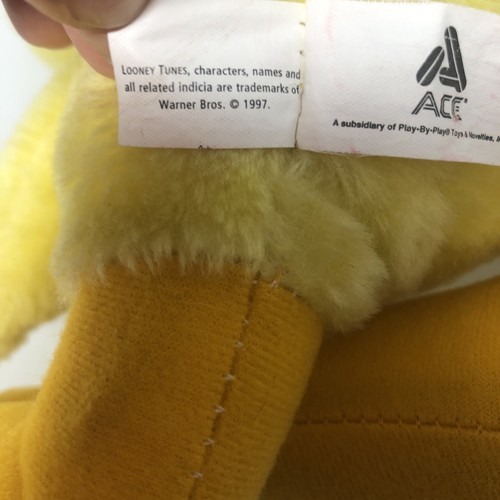 LOONEY TUNES, characters, names and
all related indicia are trademarks of
Warner Bros. © 1997.
ACE
A subsidiary of Play-By-Play® Toys & Novelties,